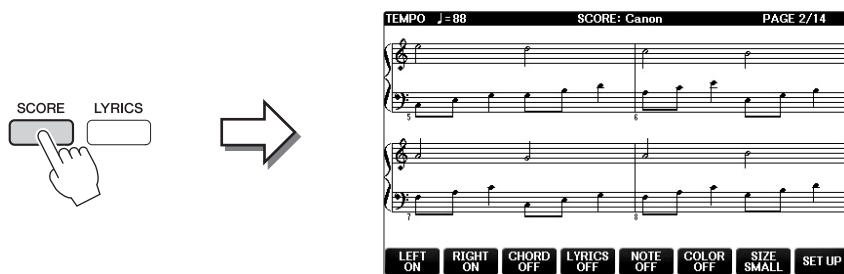 SCORE LYRICS
TEMPO ♩=88 SCORE: Canon PAGE 2/14
5 6
7 8
LEFT ON RIGHT ON CHORD OFF LYRICS OFF NOTE OFF COLOR OFF SIZE SMALL SET UP